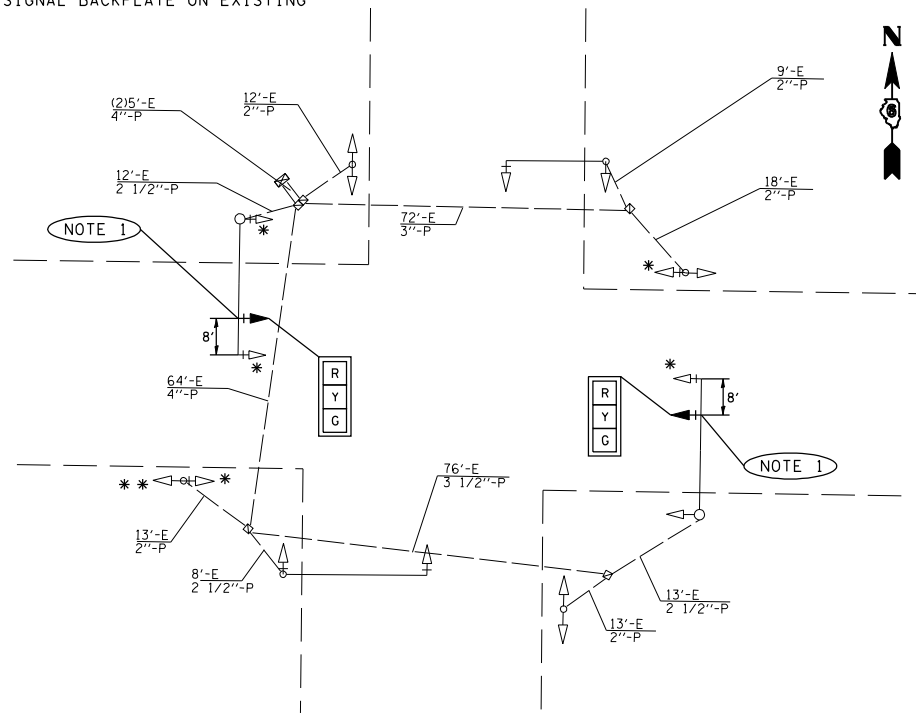 SIGNAL BACKPLATE ON EXISTING
N
6
(2)5'-E
4''-P
12'-E
2''-P
9'-E
2''-P
12'-E
2 1/2''-P
18'-E
2''-P
72'-E
3''-P
NOTE 1
8'
R
Y
G
64'-E
4''-P
R
Y
G
8'
NOTE 1
76'-E
3 1/2''-P
13'-E
2''-P
8'-E
2 1/2''-P
13'-E
2 1/2''-P
13'-E
2''-P